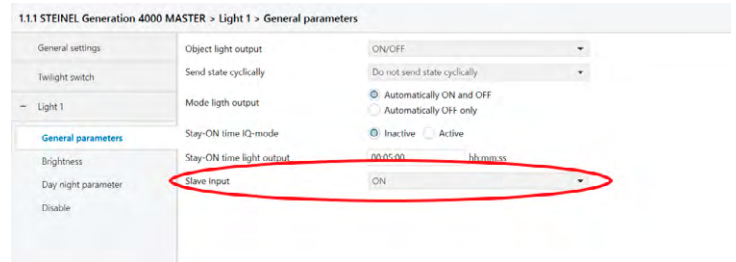 1.1.1 STEINEL Generation 4000 MASTER > Light 1 > General parameters
General settings
Twilight switch
– Light 1
General parameters
Brightness
Day night parameter
Disable
Object light output ON/OFF
Send state cyclically Do not send state cyclically
Mode ligth output Automatically ON and OFF
Automatically OFF only
Stay-ON time IQ-mode Inactive Active
Stay-ON time light output 00:05:00 hh:mm:ss
Slave input ON